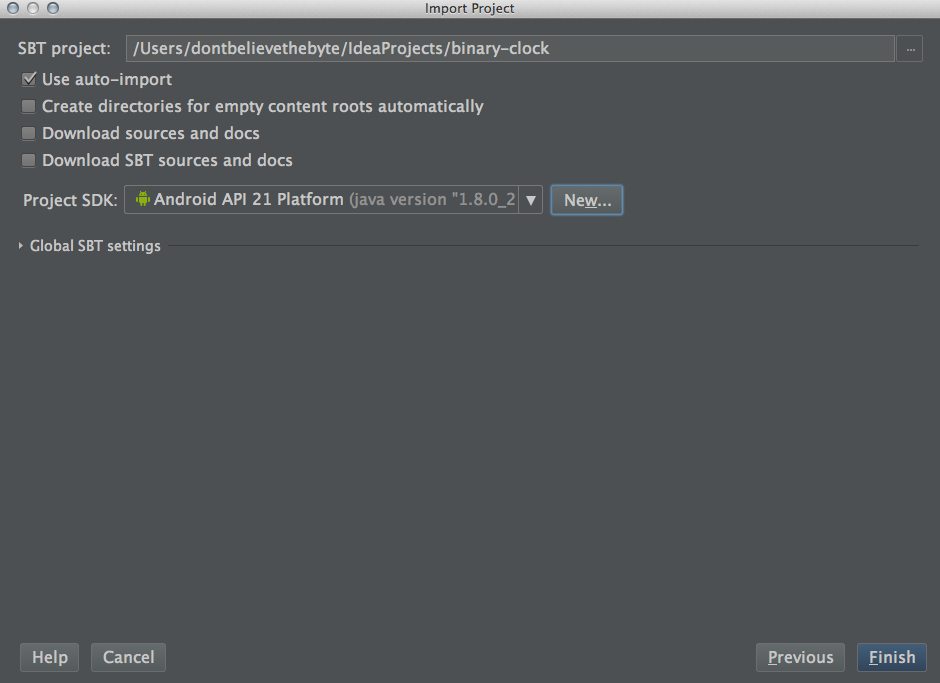 Import Project
SBT project: /Users/dontbelievethebyte/IdeaProjects/binary-clock ...
Use auto-import
Create directories for empty content roots automatically
Download sources and docs
Download SBT sources and docs
Project SDK: Android API 21 Platform (java version "1.8.0_2 New...
Global SBT settings
Help Cancel Previous Finish